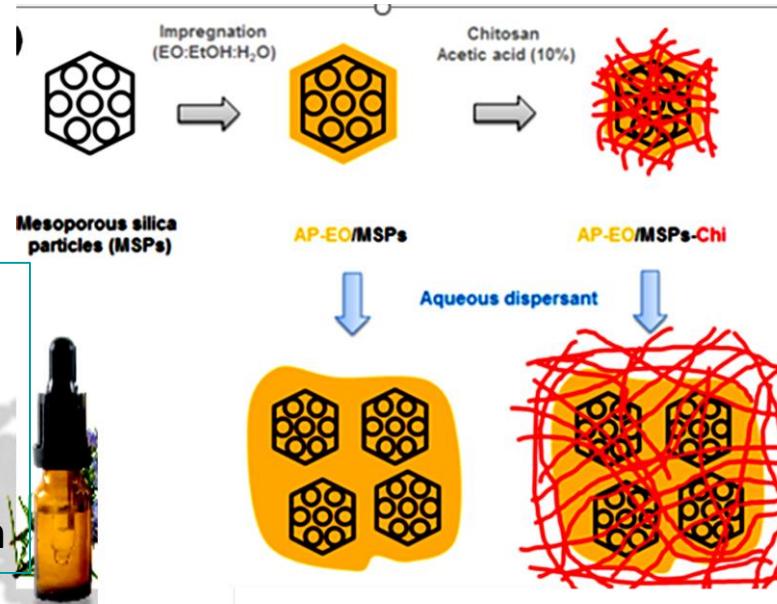 Impregnation
(EO:EtOH:H₂O)
Chitosan
Acetic acid (10%)
Mesoporous silica
particles (MSPs)
AP-EO/MSPs
AP-EO/MSPs-Chi
Aqueous dispersant